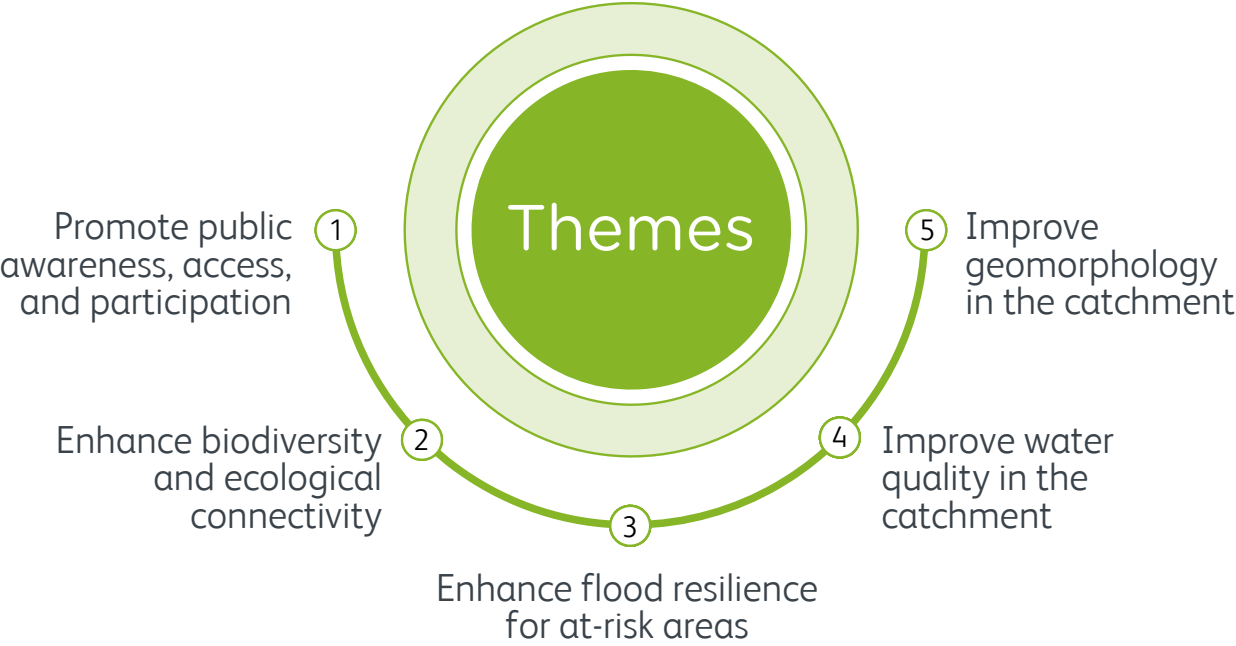 Themes
1
Promote public
awareness, access,
and participation
2
Enhance biodiversity
and ecological
connectivity
3
Enhance flood resilience
for at-risk areas
4
Improve water
quality in the
catchment
5
Improve
geomorphology
in the catchment